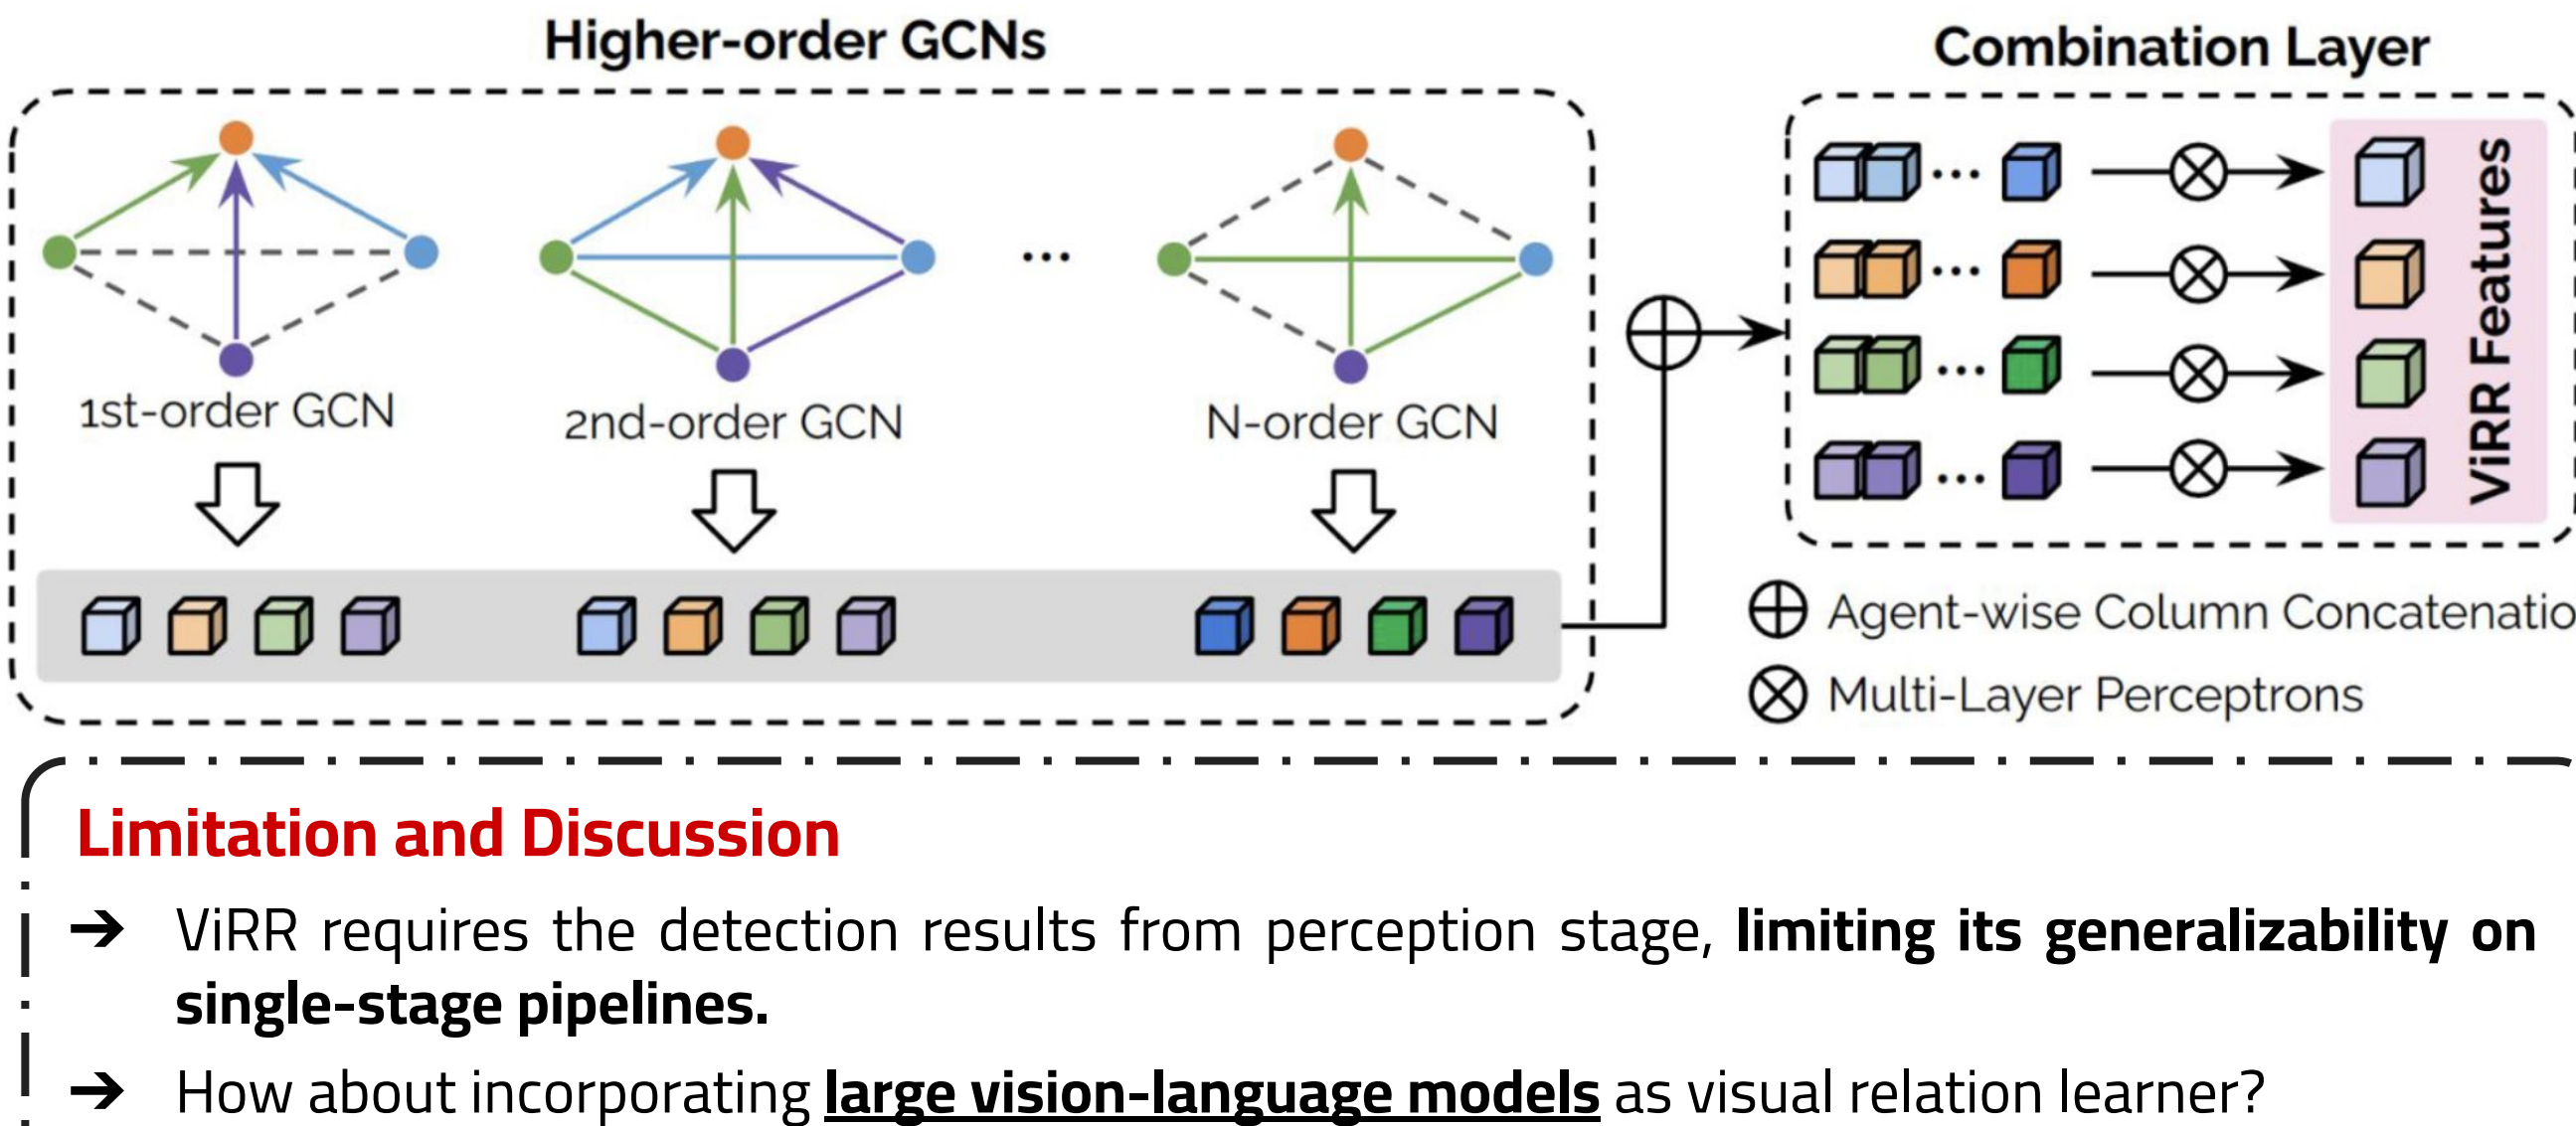 Higher-order GCNs
Combination Layer
1st-order GCN
2nd-order GCN
...
N-order GCN
...
...
...
...
ViRR Features
Agent-wise Column Concatenatio
Multi-Layer Perceptrons
Limitation and Discussion
➔ ViRR requires the detection results from perception stage, limiting its generalizability on
single-stage pipelines.
➔ How about incorporating large vision-language models as visual relation learner?